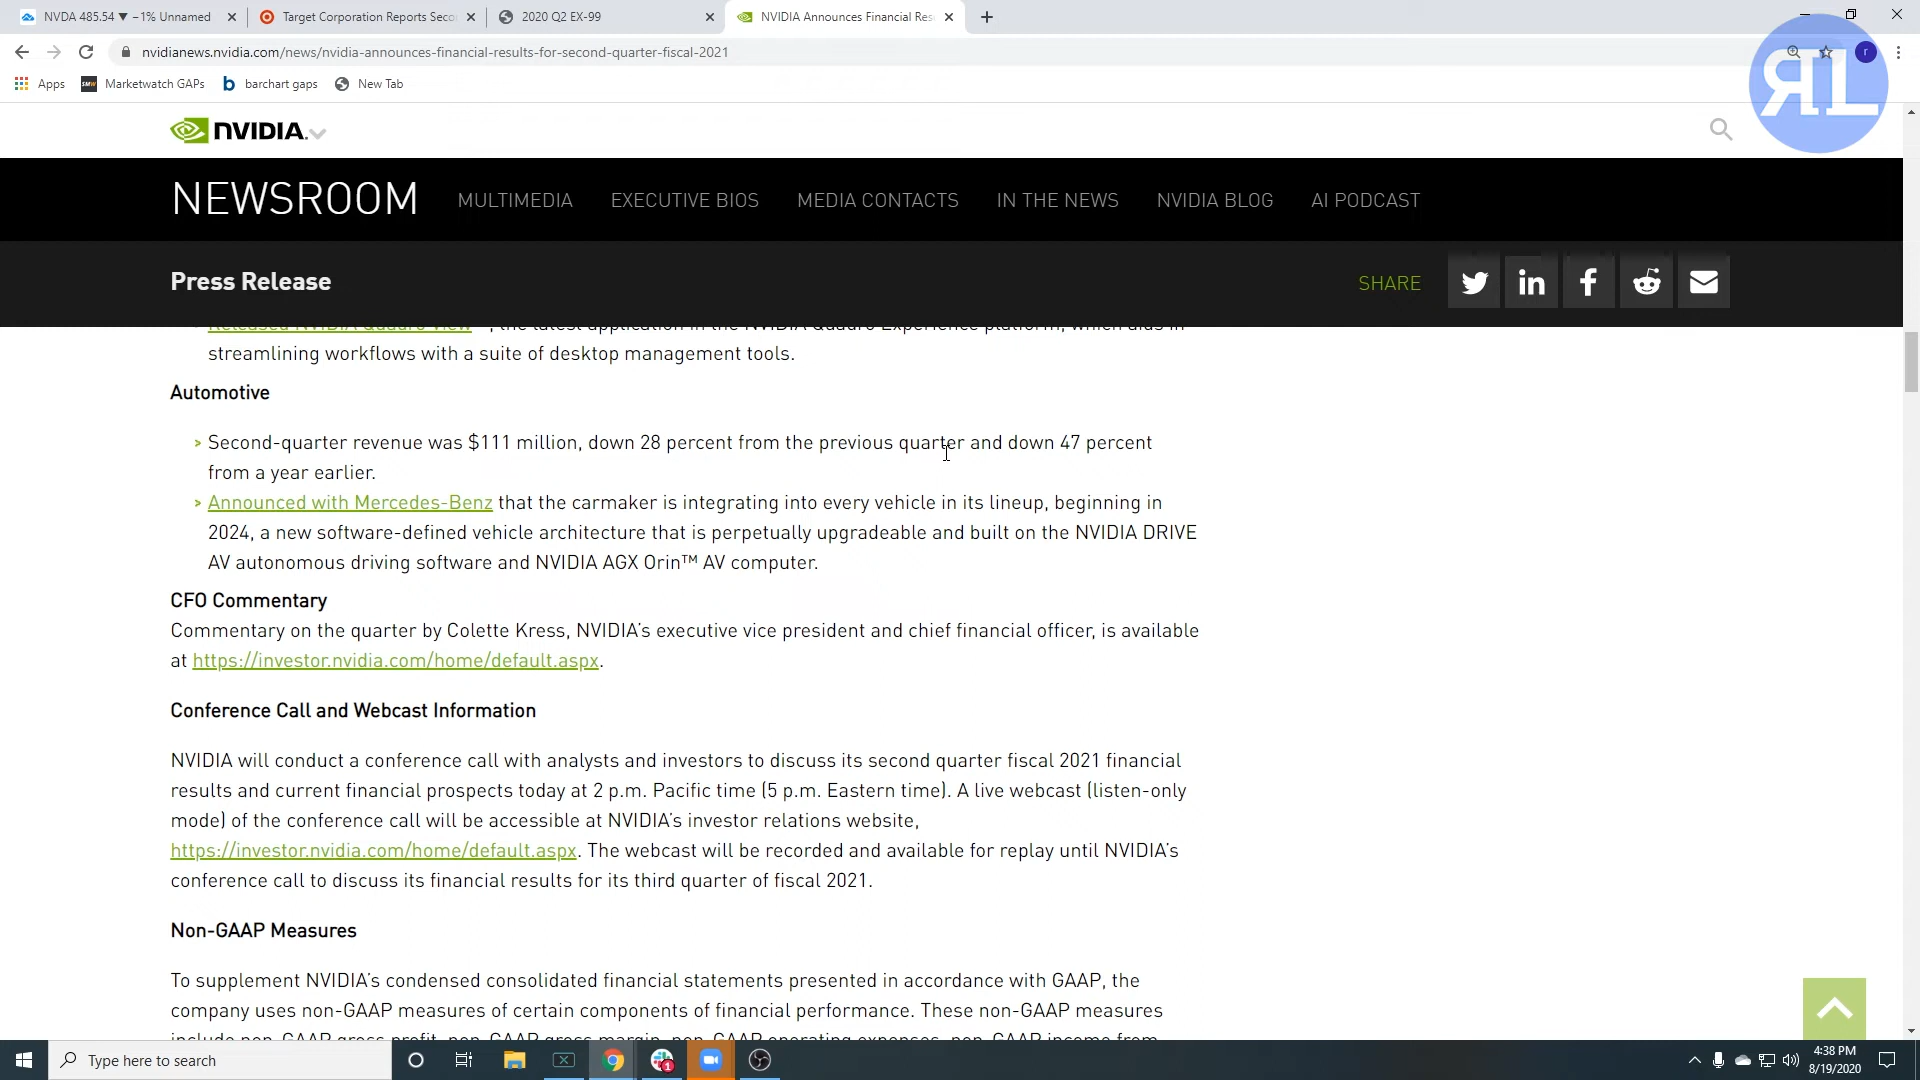 NVDA 485.54 ▼ −1% Unnamed
Target Corporation Reports Seco
2020 Q2 EX-99
NVIDIA Announces Financial Res
nvidianews.nvidia.com/news/nvidia-announces-financial-results-for-second-quarter-fiscal-2021
r
Apps
SMW Marketwatch GAPs
b barchart gaps
New Tab
RL
NVIDIA.
NEWSROOM
MULTIMEDIA
EXECUTIVE BIOS
MEDIA CONTACTS
IN THE NEWS
NVIDIA BLOG
AI PODCAST
Press Release
SHARE
Released NVIDIA Quadro View, the latest application in the NVIDIA Quadro Experience platform, which aids in
streamlining workflows with a suite of desktop management tools.
Automotive
> Second-quarter revenue was $111 million, down 28 percent from the previous quarter and down 47 percent
from a year earlier.
> Announced with Mercedes-Benz that the carmaker is integrating into every vehicle in its lineup, beginning in
2024, a new software-defined vehicle architecture that is perpetually upgradeable and built on the NVIDIA DRIVE
AV autonomous driving software and NVIDIA AGX Orin™ AV computer.
CFO Commentary
Commentary on the quarter by Colette Kress, NVIDIA’s executive vice president and chief financial officer, is available
at https://investor.nvidia.com/home/default.aspx.
Conference Call and Webcast Information
NVIDIA will conduct a conference call with analysts and investors to discuss its second quarter fiscal 2021 financial
results and current financial prospects today at 2 p.m. Pacific time (5 p.m. Eastern time). A live webcast (listen-only
mode) of the conference call will be accessible at NVIDIA’s investor relations website,
https://investor.nvidia.com/home/default.aspx. The webcast will be recorded and available for replay until NVIDIA’s
conference call to discuss its financial results for its third quarter of fiscal 2021.
Non-GAAP Measures
To supplement NVIDIA’s condensed consolidated financial statements presented in accordance with GAAP, the
company uses non-GAAP measures of certain components of financial performance. These non-GAAP measures
include non-GAAP gross profit, non-GAAP gross margin, non-GAAP operating expenses, non-GAAP income from
Type here to search
1
4:38 PM
8/19/2020